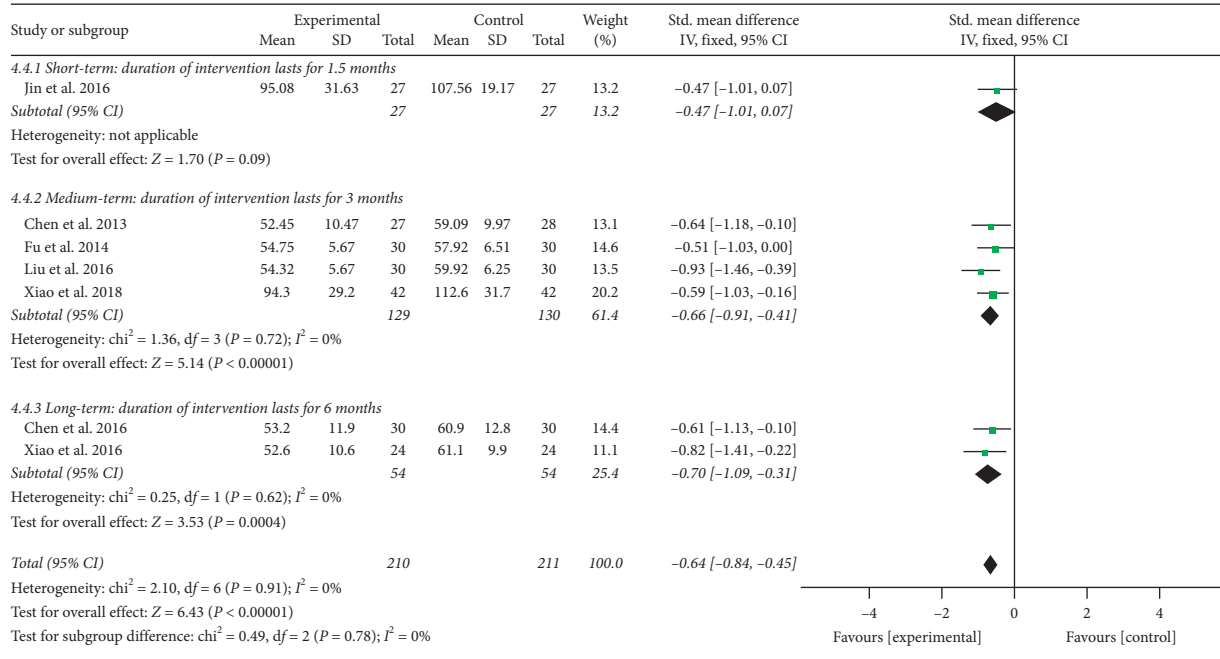 Study or subgroup Experimental Control Weight Std. mean difference Std. mean difference
Mean SD Total Mean SD Total (%) IV, fixed, 95% CI IV, fixed, 95% CI
4.4.1 Short-term: duration of intervention lasts for 1.5 months
Jin et al. 2016 95.08 31.63 27 107.56 19.17 27 13.2 –0.47 [–1.01, 0.07]
Subtotal (95% CI) 27 27 13.2 –0.47 [–1.01, 0.07]
Heterogeneity: not applicable
Test for overall effect: Z = 1.70 (P = 0.09)
4.4.2 Medium-term: duration of intervention lasts for 3 months
Chen et al. 2013 52.45 10.47 27 59.09 9.97 28 13.1 –0.64 [–1.18, –0.10]
Fu et al. 2014 54.75 5.67 30 57.92 6.51 30 14.6 –0.51 [–1.03, 0.00]
Liu et al. 2016 54.32 5.67 30 59.92 6.25 30 13.5 –0.93 [–1.46, –0.39]
Xiao et al. 2018 94.3 29.2 42 112.6 31.7 42 20.2 –0.59 [–1.03, –0.16]
Subtotal (95% CI) 129 130 61.4 –0.66 [–0.91, –0.41]
Heterogeneity: chi² = 1.36, df = 3 (P = 0.72); I² = 0%
Test for overall effect: Z = 5.14 (P < 0.00001)
4.4.3 Long-term: duration of intervention lasts for 6 months
Chen et al. 2016 53.2 11.9 30 60.9 12.8 30 14.4 –0.61 [–1.13, –0.10]
Xiao et al. 2016 52.6 10.6 24 61.1 9.9 24 11.1 –0.82 [–1.41, –0.22]
Subtotal (95% CI) 54 54 25.4 –0.70 [–1.09, –0.31]
Heterogeneity: chi² = 0.25, df = 1 (P = 0.62); I² = 0%
Test for overall effect: Z = 3.53 (P = 0.0004)
Total (95% CI) 210 211 100.0 –0.64 [–0.84, –0.45]
Heterogeneity: chi² = 2.10, df = 6 (P = 0.91); I² = 0%
Test for overall effect: Z = 6.43 (P < 0.00001)
Test for subgroup difference: chi² = 0.49, df = 2 (P = 0.78); I² = 0%
–4 –2 0 2 4
Favours [experimental] Favours [control]